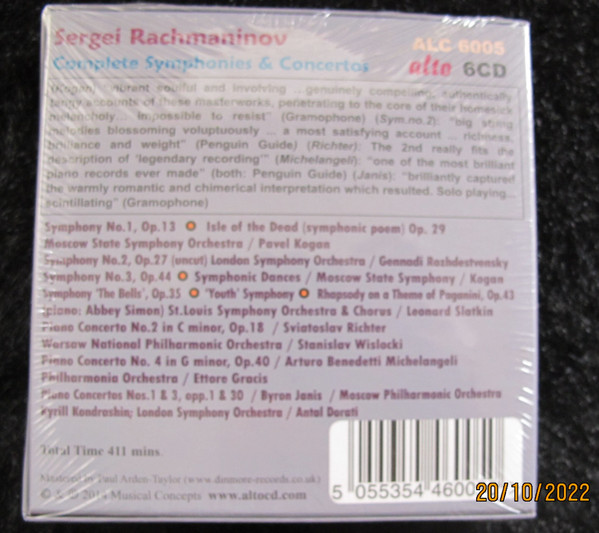 Sergei Rachmaninov
ALC 6005
Complete Symphonies & Concertos
alto 6CD
(Kogan) "vibrant soulful and involving ... genuinely compelling, authentically
tangy accounts of these masterworks, penetrating to the core of their homesick
melancholy... impossible to resist" (Gramophone) (Sym.no.2): "big string
melodies blossoming voluptuously ... a most satisfying account ... richness,
brilliance and weight" (Penguin Guide) (Richter): The 2nd really fits the
description of 'legendary recording'" (Michelangeli): "one of the most brilliant
piano records ever made" (both: Penguin Guide) (Janis): "brilliantly captured
the warmly romantic and chimerical interpretation which resulted. Solo playing...
scintillating" (Gramophone)
Symphony No.1, Op.13 Isle of the Dead (symphonic poem) Op. 29
Moscow State Symphony Orchestra / Pavel Kogan
Symphony No.2, Op.27 (uncut) London Symphony Orchestra / Gennadi Rozhdestvensky
Symphony No.3, Op.44 Symphonic Dances / Moscow State Symphony / Kogan
Symphony 'The Bells', Op.35 'Youth' Symphony Rhapsody on a Theme of Paganini, Op.43
(piano: Abbey Simon) St.Louis Symphony Orchestra & Chorus / Leonard Slatkin
Piano Concerto No.2 in C minor, Op.18 / Sviatoslav Richter
Warsaw National Philharmonic Orchestra / Stanislav Wislocki
Piano Concerto No. 4 in G minor, Op.40 / Arturo Benedetti Michelangeli
Philharmonia Orchestra / Ettore Gracis
Piano Concertos Nos.1 & 3, opp.1 & 30 / Byron Janis / Moscow Philharmonic Orchestra
Kyrill Kondrashin; London Symphony Orchestra / Antal Dorati
Total Time 411 mins.
Mastered by Paul Arden-Taylor (www.dinmore-records.co.uk)
© & ℗ 2014 Musical Concepts www.altocd.com
5 055354 4600
20/10/2022